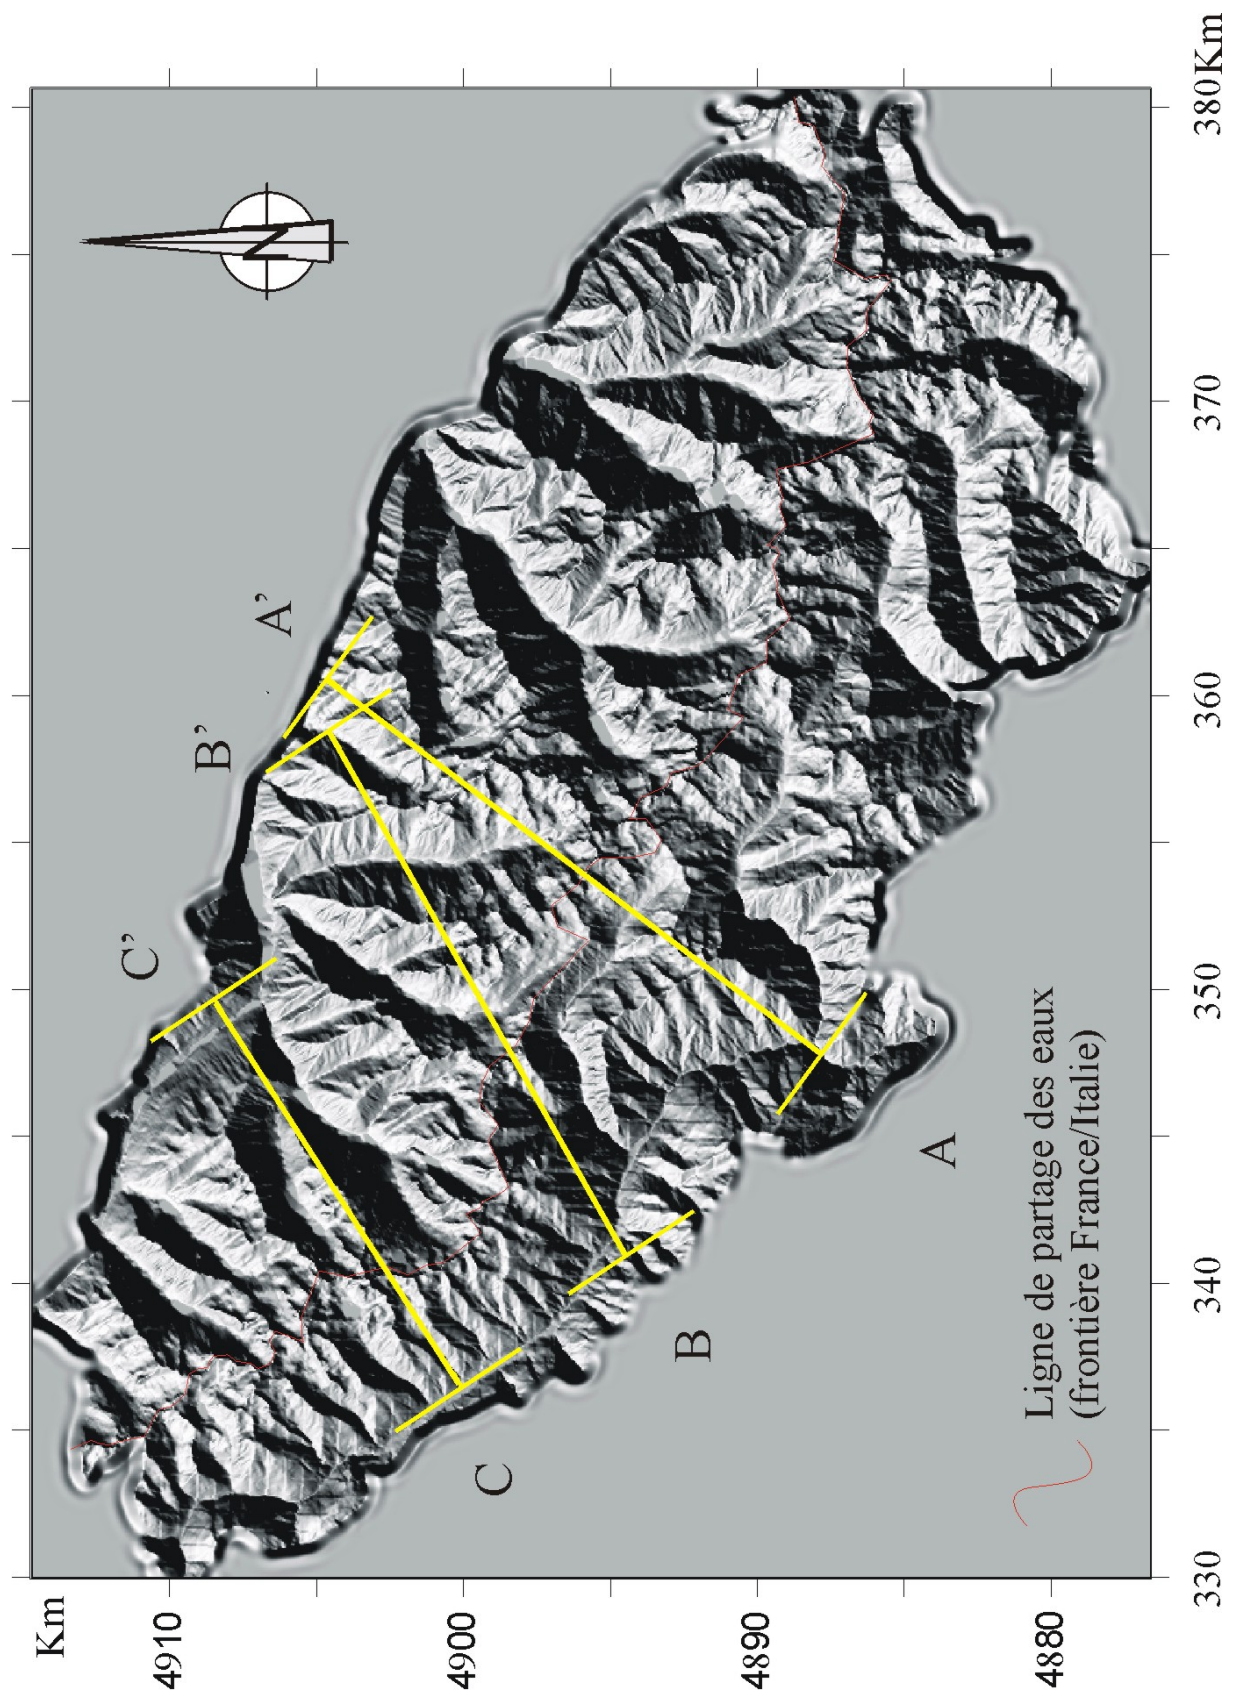 Km
4910
4900
4890
4880
330
340
350
360
370
380Km
N
A'
B'
C'
A
B
C
Ligne de partage des eaux
(frontière France/Italie)